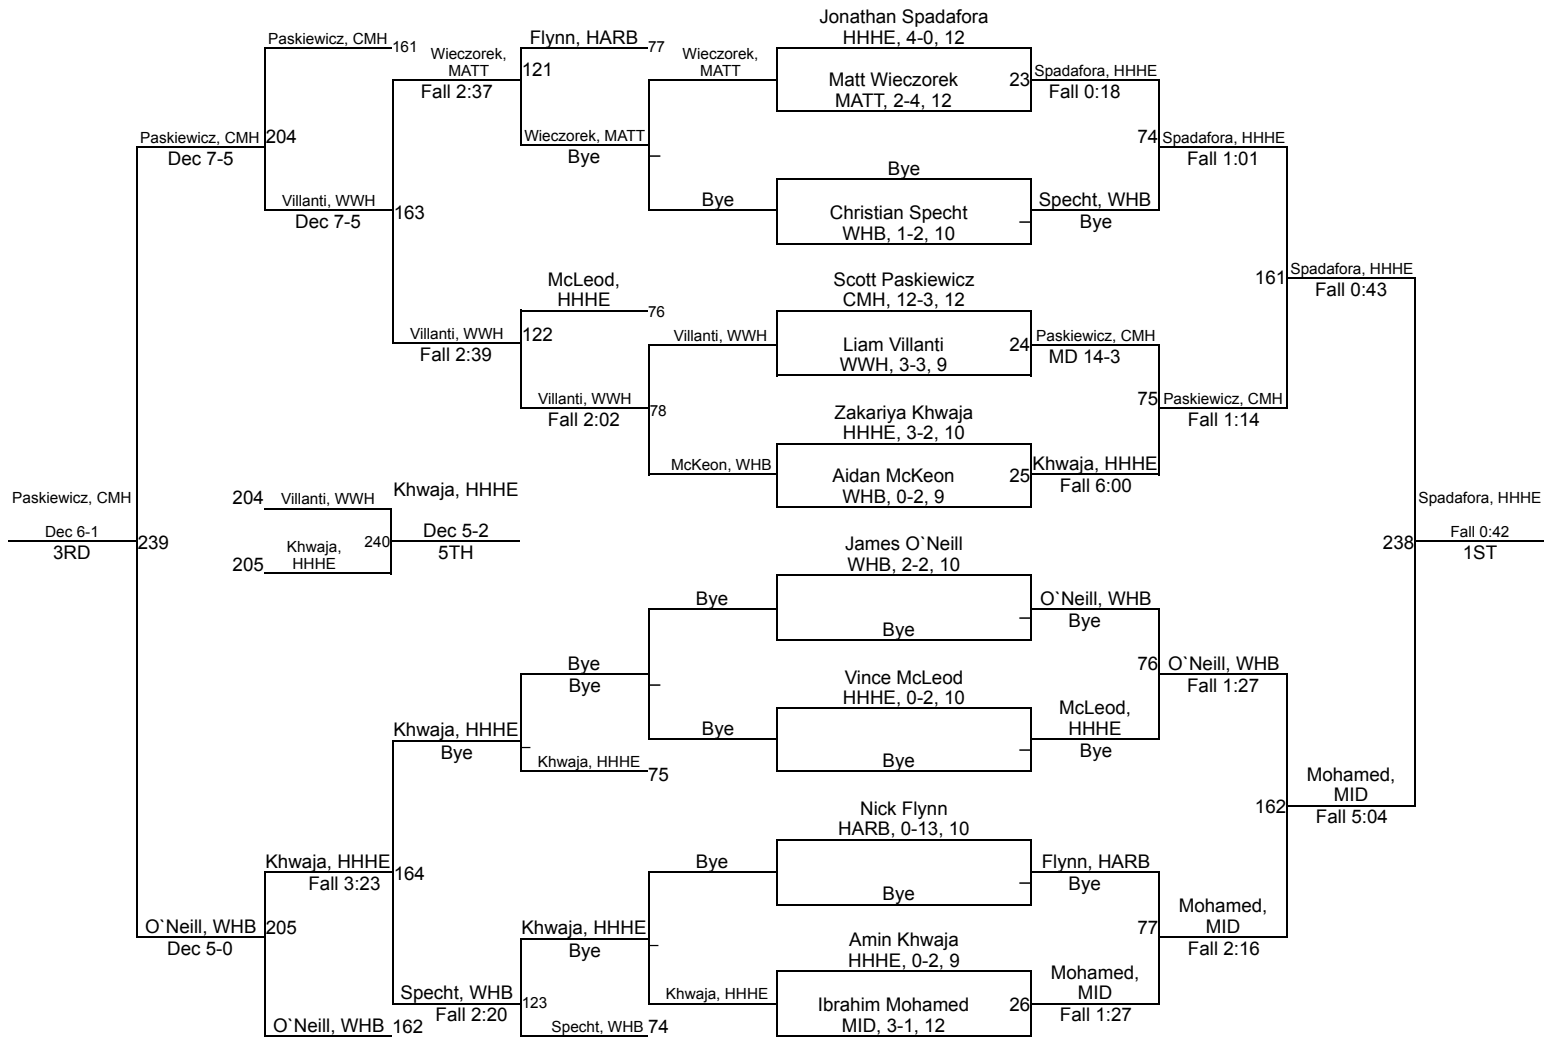 Jonathan Spadafora
HHHE, 4-0, 12
Paskiewicz, CMH
161
Wieczorek,
MATT
Fall 2:37
Flynn, HARB
77
121
Wieczorek,
MATT
Matt Wieczorek
MATT, 2-4, 12
23
Spadafora, HHHE
Fall 0:18
Paskiewicz, CMH
204
Dec 7-5
Wieczorek, MATT
Bye
74
Spadafora, HHHE
Fall 1:01
Bye
Villanti, WWH
163
Dec 7-5
Bye
Christian Specht
WHB, 1-2, 10
Specht, WHB
Bye
McLeod,
HHHE
76
Scott Paskiewicz
CMH, 12-3, 12
161
Spadafora, HHHE
Fall 0:43
Villanti, WWH
122
Fall 2:39
Villanti, WWH
Liam Villanti
WWH, 3-3, 9
24
Paskiewicz, CMH
MD 14-3
Villanti, WWH
78
Fall 2:02
Zakariya Khwaja
HHHE, 3-2, 10
75
Paskiewicz, CMH
Fall 1:14
McKeon, WHB
Aidan McKeon
WHB, 0-2, 9
25
Khwaja, HHHE
Fall 6:00
Paskiewicz, CMH
Dec 6-1
3RD
239
204
Villanti, WWH
Khwaja, HHHE
205
Khwaja,
HHHE
240
Dec 5-2
5TH
238
Spadafora, HHHE
Fall 0:42
1ST
James O`Neill
WHB, 2-2, 10
Bye
Bye
O`Neill, WHB
Bye
Bye
Bye
Vince McLeod
HHHE, 0-2, 10
76
O`Neill, WHB
Fall 1:27
Khwaja, HHHE
Bye
Bye
Bye
McLeod,
HHHE
Bye
Khwaja, HHHE
75
162
Mohamed,
MID
Fall 5:04
Nick Flynn
HARB, 0-13, 10
Khwaja, HHHE
Fall 3:23
164
Bye
Bye
Flynn, HARB
Bye
O`Neill, WHB
205
Dec 5-0
Khwaja, HHHE
Bye
Amin Khwaja
HHHE, 0-2, 9
77
Mohamed,
MID
Fall 2:16
Specht, WHB
123
Fall 2:20
Khwaja, HHHE
Ibrahim Mohamed
MID, 3-1, 12
26
Mohamed,
MID
Fall 1:27
O`Neill, WHB
162
Specht, WHB
74